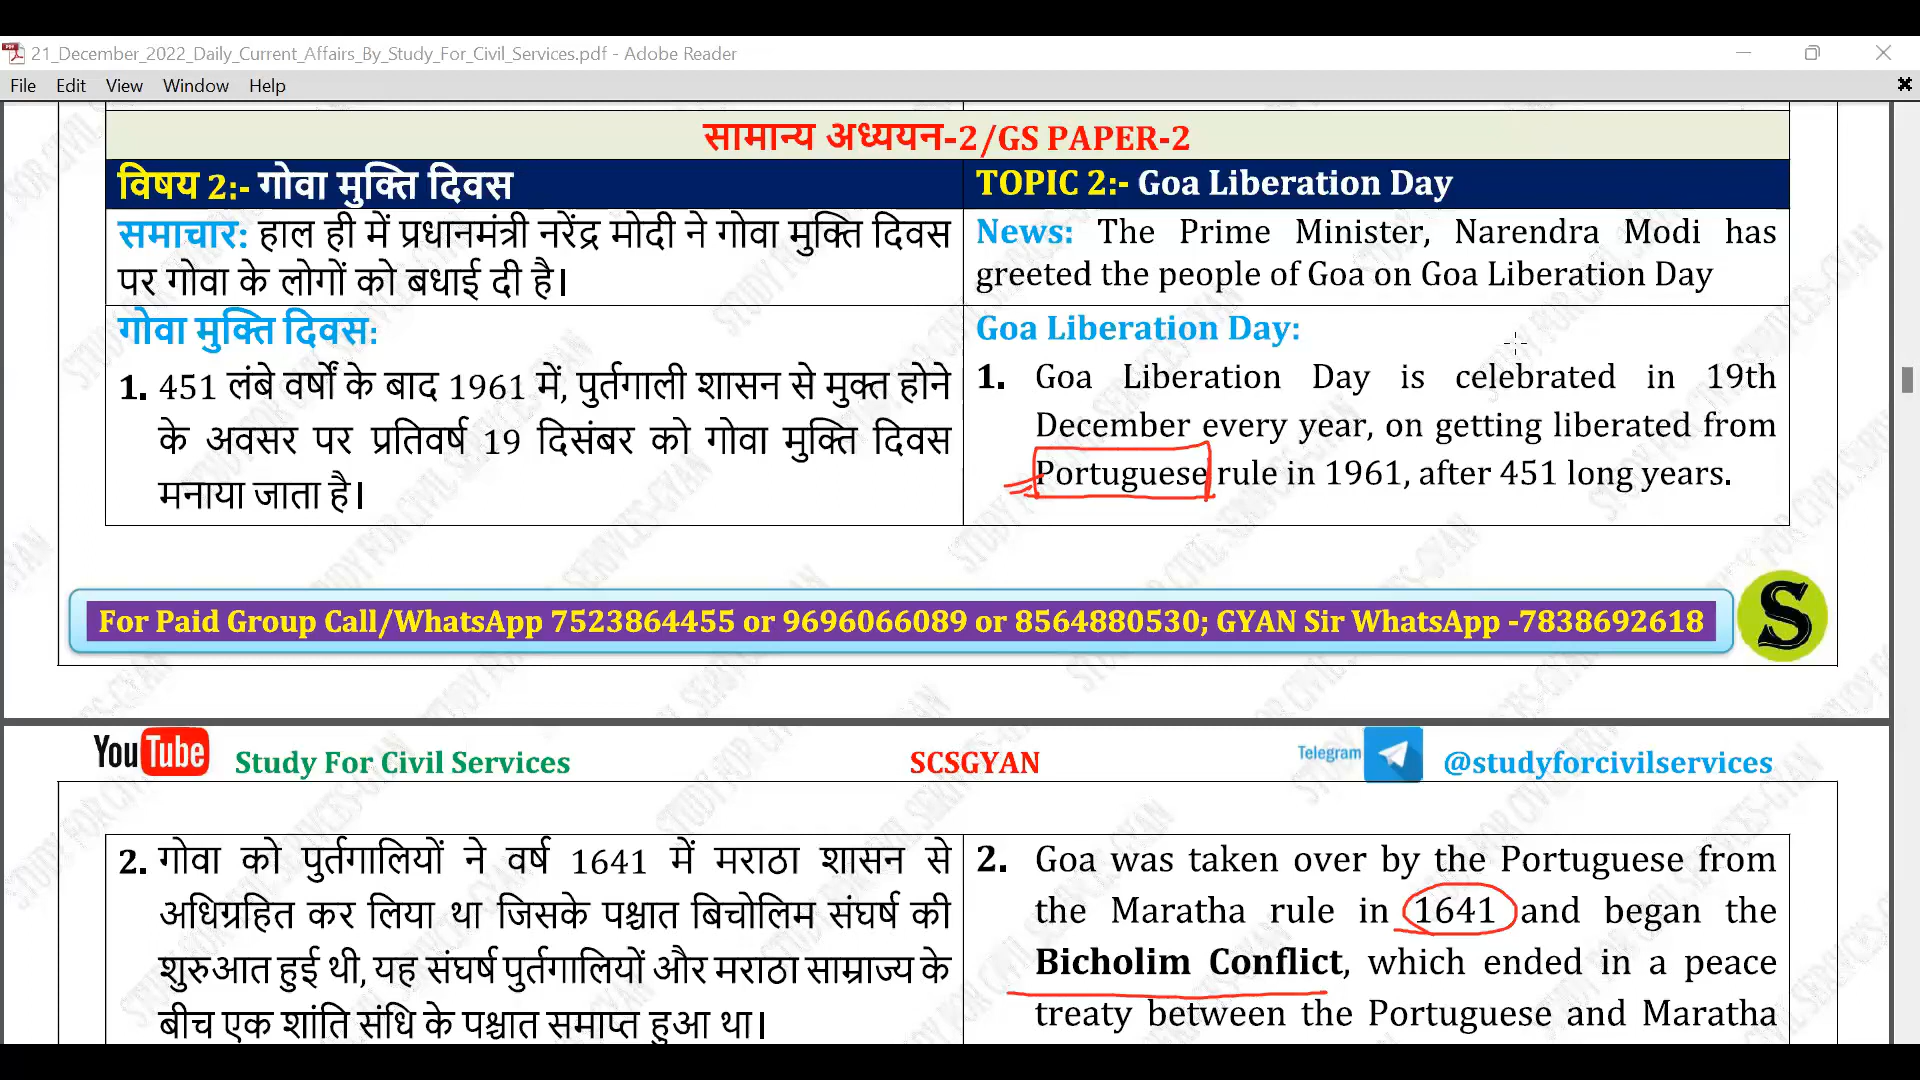 21_December_2022_Daily_Current_Affairs_By_Study_For_Civil_Services.pdf - Adobe Reader
File Edit View Window Help
सामान्य अध्ययन-2/GS PAPER-2
विषय 2:- गोवा मुक्ति दिवस
समाचार: हाल ही में प्रधानमंत्री नरेंद्र मोदी ने गोवा मुक्ति दिवस
पर गोवा के लोगों को बधाई दी है।
गोवा मुक्ति दिवस:
1. 451 लंबे वर्षों के बाद 1961 में, पुर्तगाली शासन से मुक्त होने
के अवसर पर प्रतिवर्ष 19 दिसंबर को गोवा मुक्ति दिवस
मनाया जाता है।
TOPIC 2:- Goa Liberation Day
News: The Prime Minister, Narendra Modi has
greeted the people of Goa on Goa Liberation Day
Goa Liberation Day:
1. Goa Liberation Day is celebrated in 19th
December every year, on getting liberated from
Portuguese rule in 1961, after 451 long years.
For Paid Group Call/WhatsApp 7523864455 or 9696066089 or 8564880530; GYAN Sir WhatsApp -7838692618
S
YouTube Study For Civil Services SCSGYAN Telegram @studyforcivilservices
2. गोवा को पुर्तगालियों ने वर्ष 1641 में मराठा शासन से
अधिग्रहित कर लिया था जिसके पश्चात बिचोलिम संघर्ष की
शुरुआत हुई थी, यह संघर्ष पुर्तगालियों और मराठा साम्राज्य के
बीच एक शांति संधि के पश्चात समाप्त हुआ था।
2. Goa was taken over by the Portuguese from
the Maratha rule in 1641 and began the
Bicholim Conflict, which ended in a peace
treaty between the Portuguese and Maratha